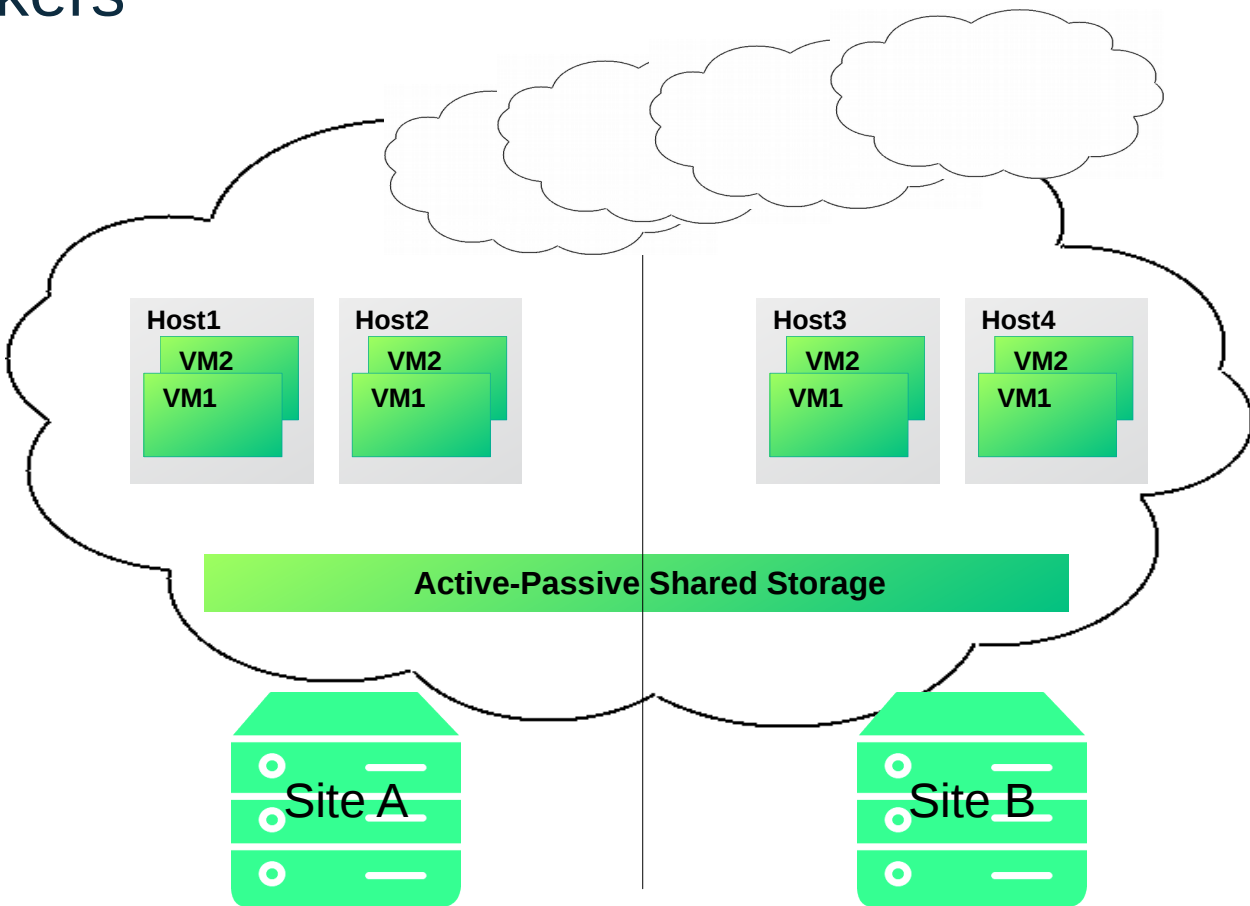 Host1
VM2
VM1
Host2
VM2
VM1
Host3
VM2
VM1
Host4
VM2
VM1
Active-Passive Shared Storage
Site A
Site B